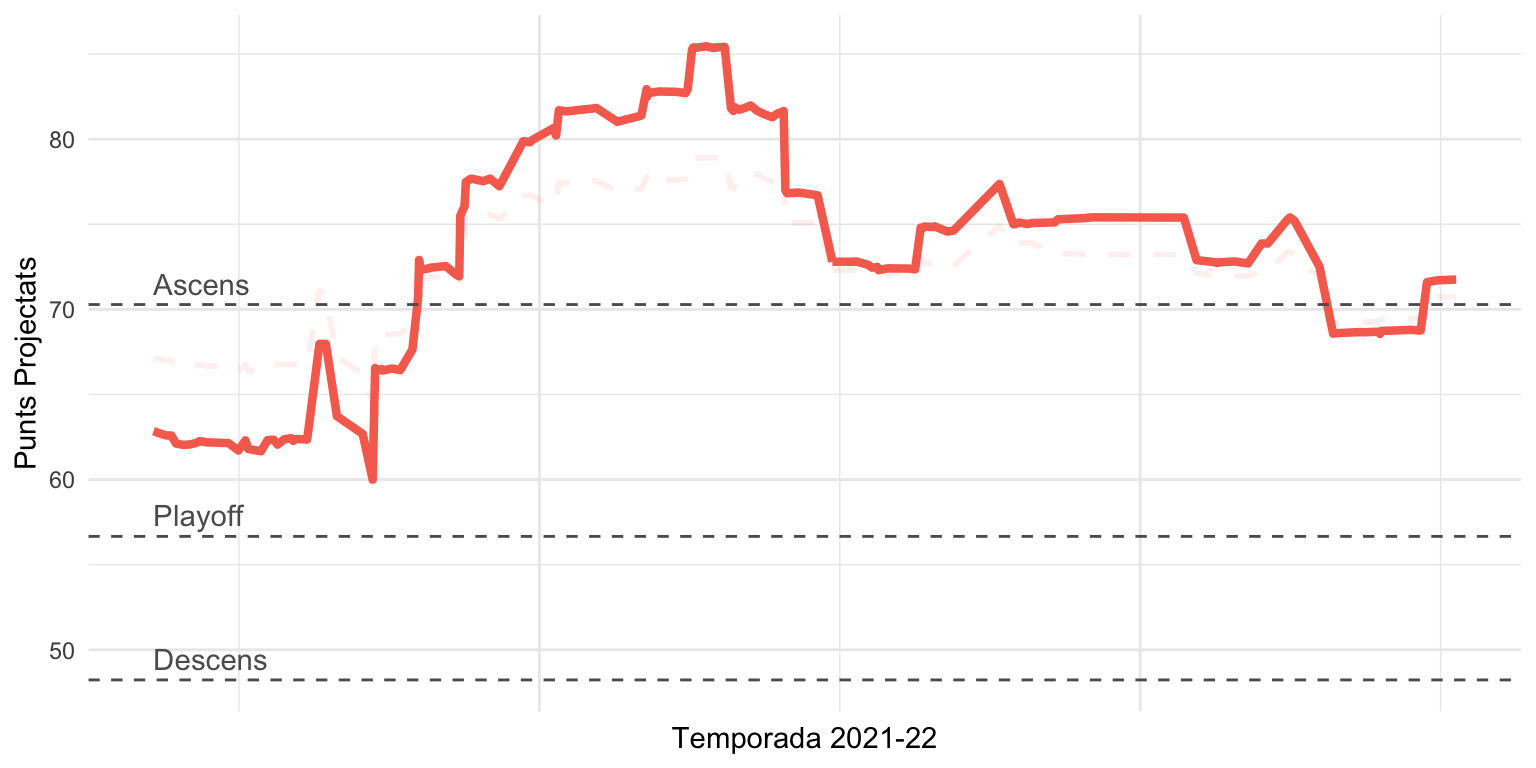 Punts Projectats
80
70
60
50
Ascens
Playoff
Descens
Temporada 2021-22